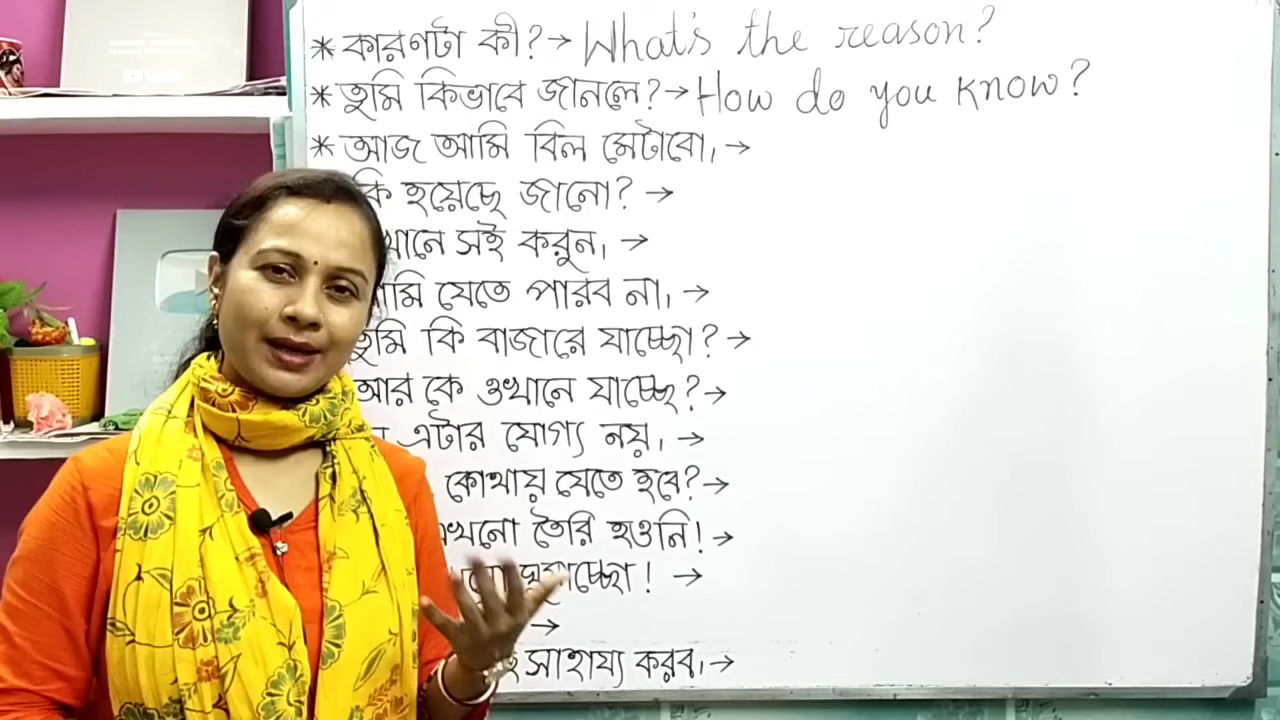 * কারণটা কী? → What's the reason?
* তুমি কিভাবে জানলে? → How do you know?
* আজ আমি বিল মেটাবো। →
কি হয়েছে জানো? →
সই করুন। →
যেতে পারব না। →
তুমি কি বাজারে যাচ্ছো? →
আর কে ওখানে যাচ্ছে? →
এটার যোগ্য নয়। →
কোথায় যেতে হবে? →
এখনো তৈরি হওনি! →
ঘুমাচ্ছো! →
→
সাহায্য করব। →